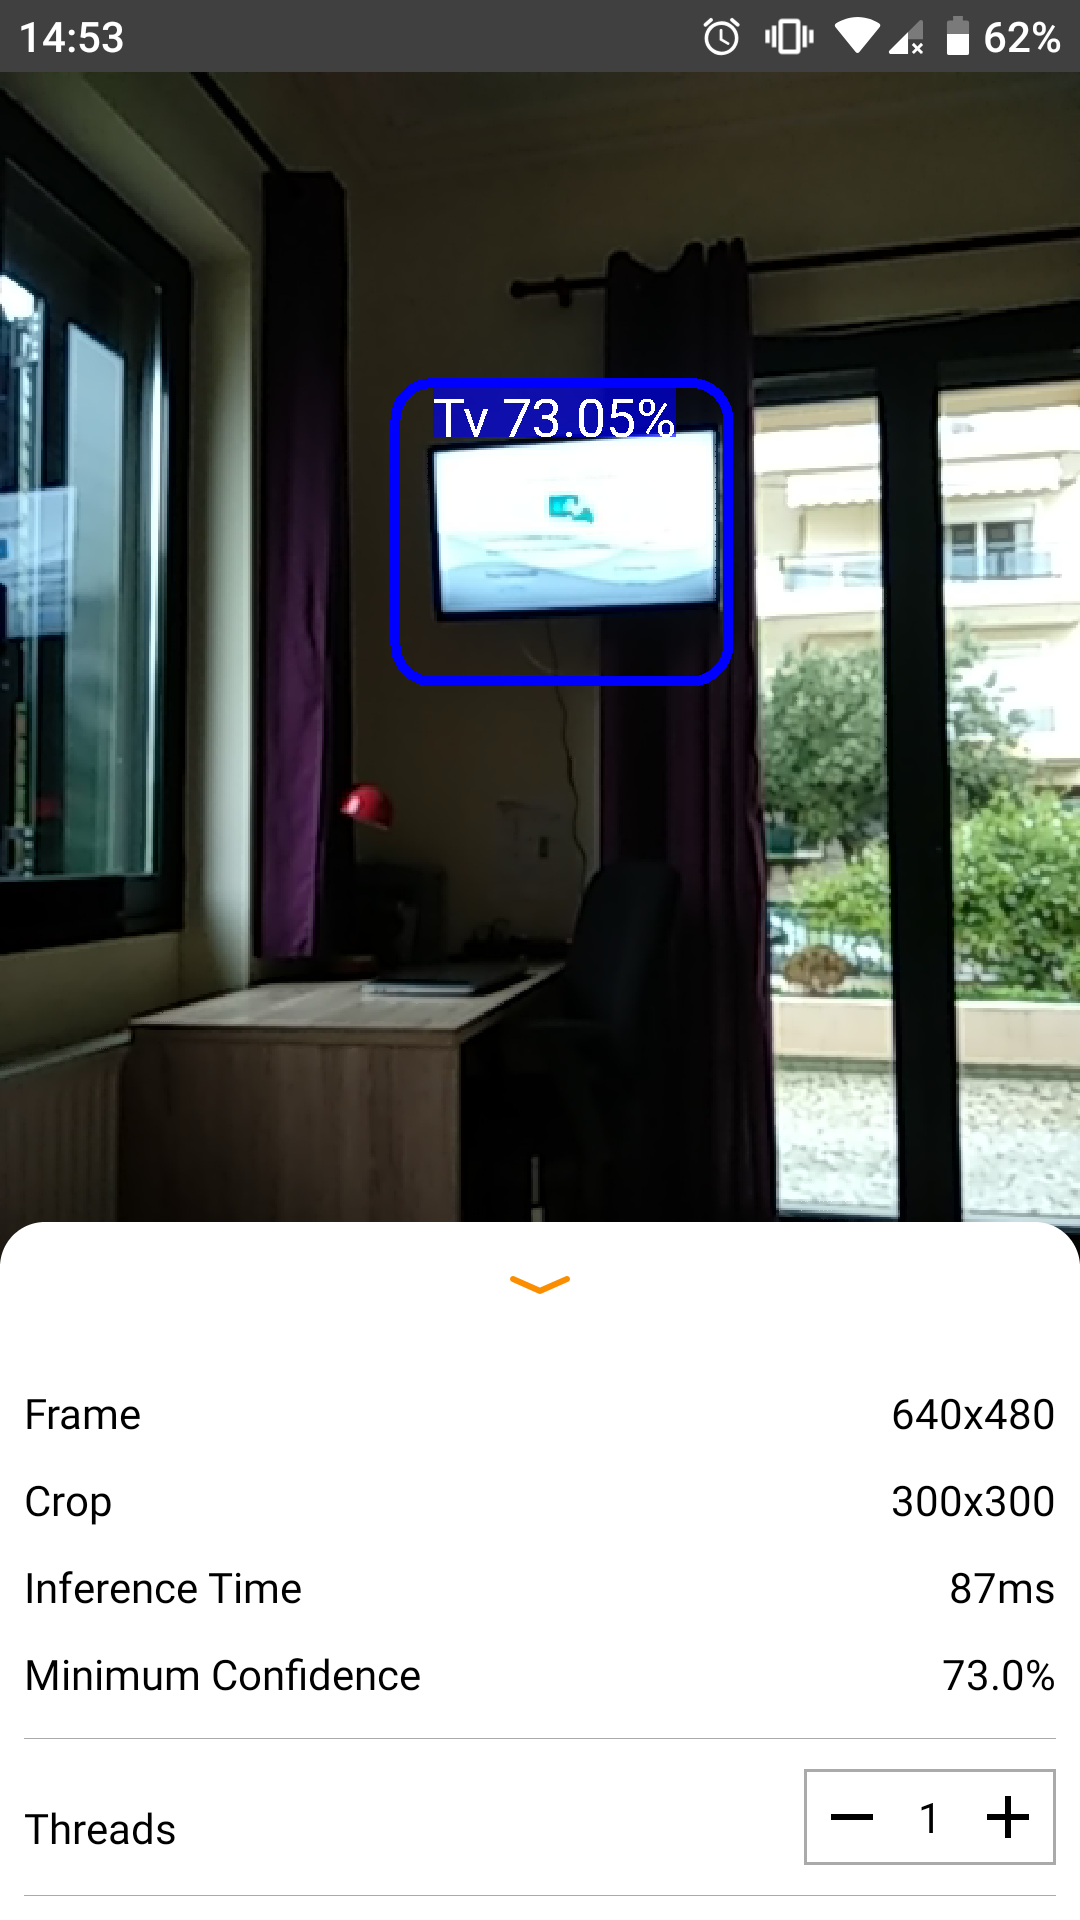 14:53 62%
Tv 73.05%
Frame 640x480
Crop 300x300
Inference Time 87ms
Minimum Confidence 73.0%
Threads 1